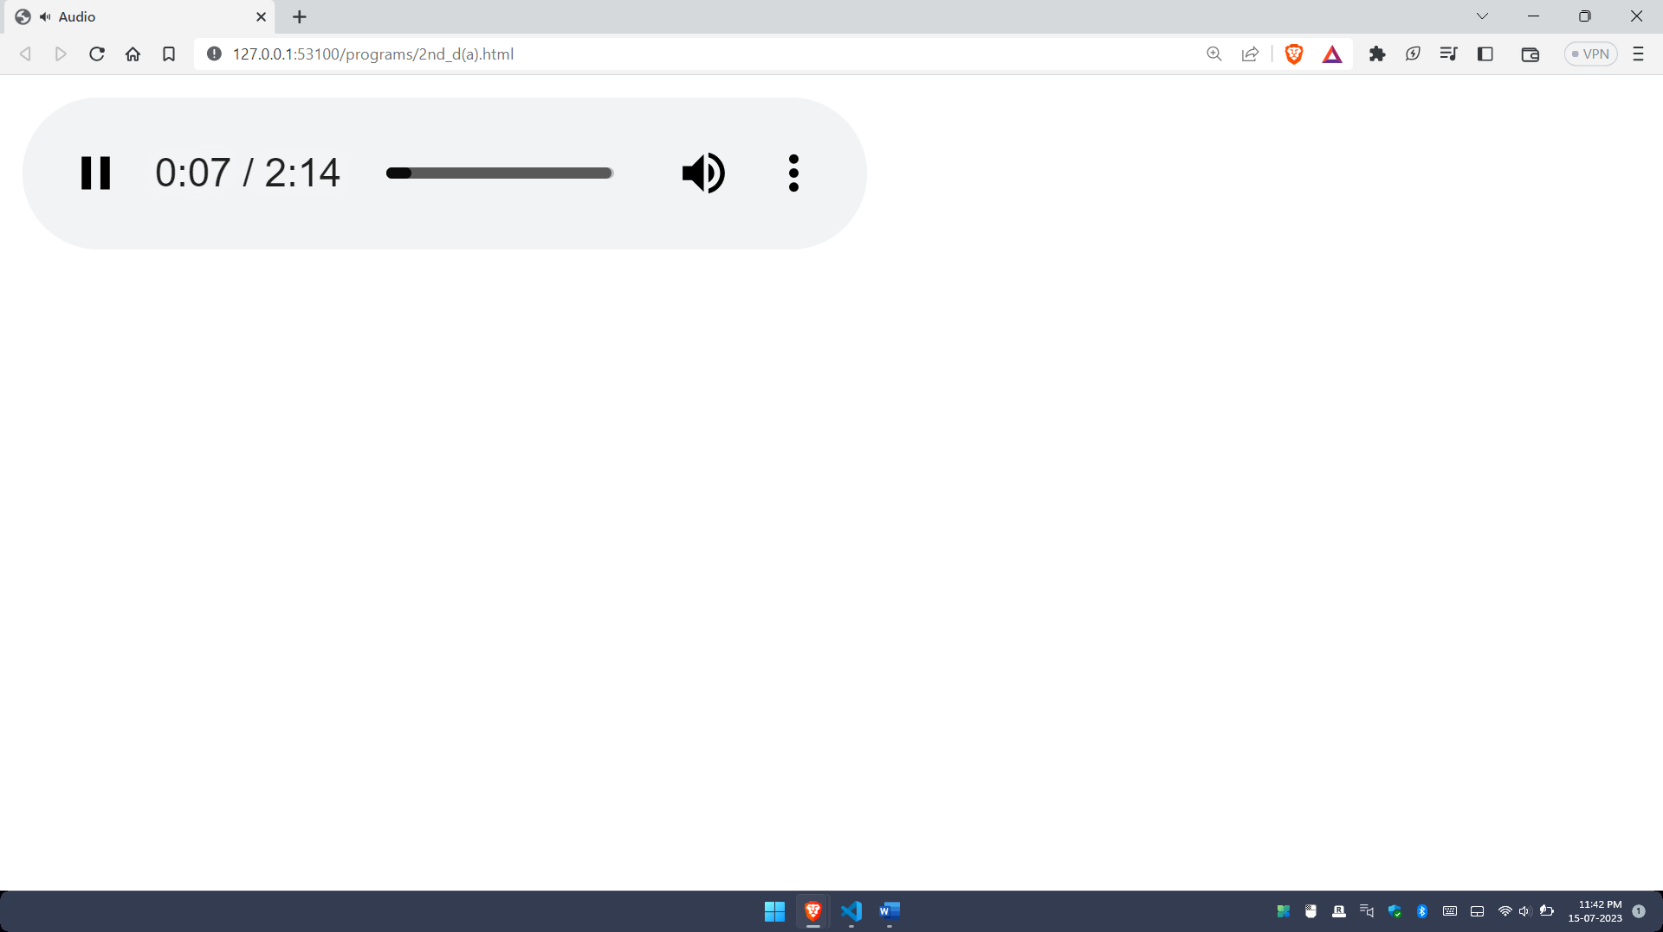 Audio
127.0.0.1:53100/programs/2nd_d(a).html
VPN
0:07 / 2:14
W
R
11:42 PM
15-07-2023
1